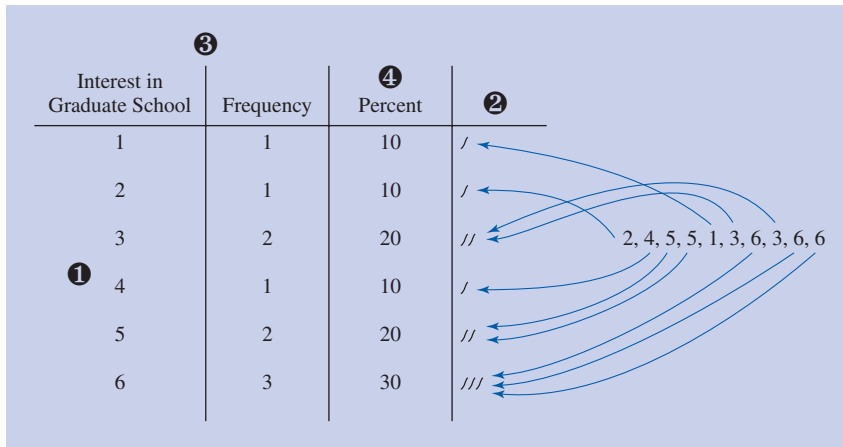 ❸
Interest in ❹
Graduate School Frequency Percent ❷
1 1 10 /
2 1 10 /
3 2 20 //
2, 4, 5, 5, 1, 3, 6, 3, 6, 6
❶ 4 1 10 /
5 2 20 //
6 3 30 ///